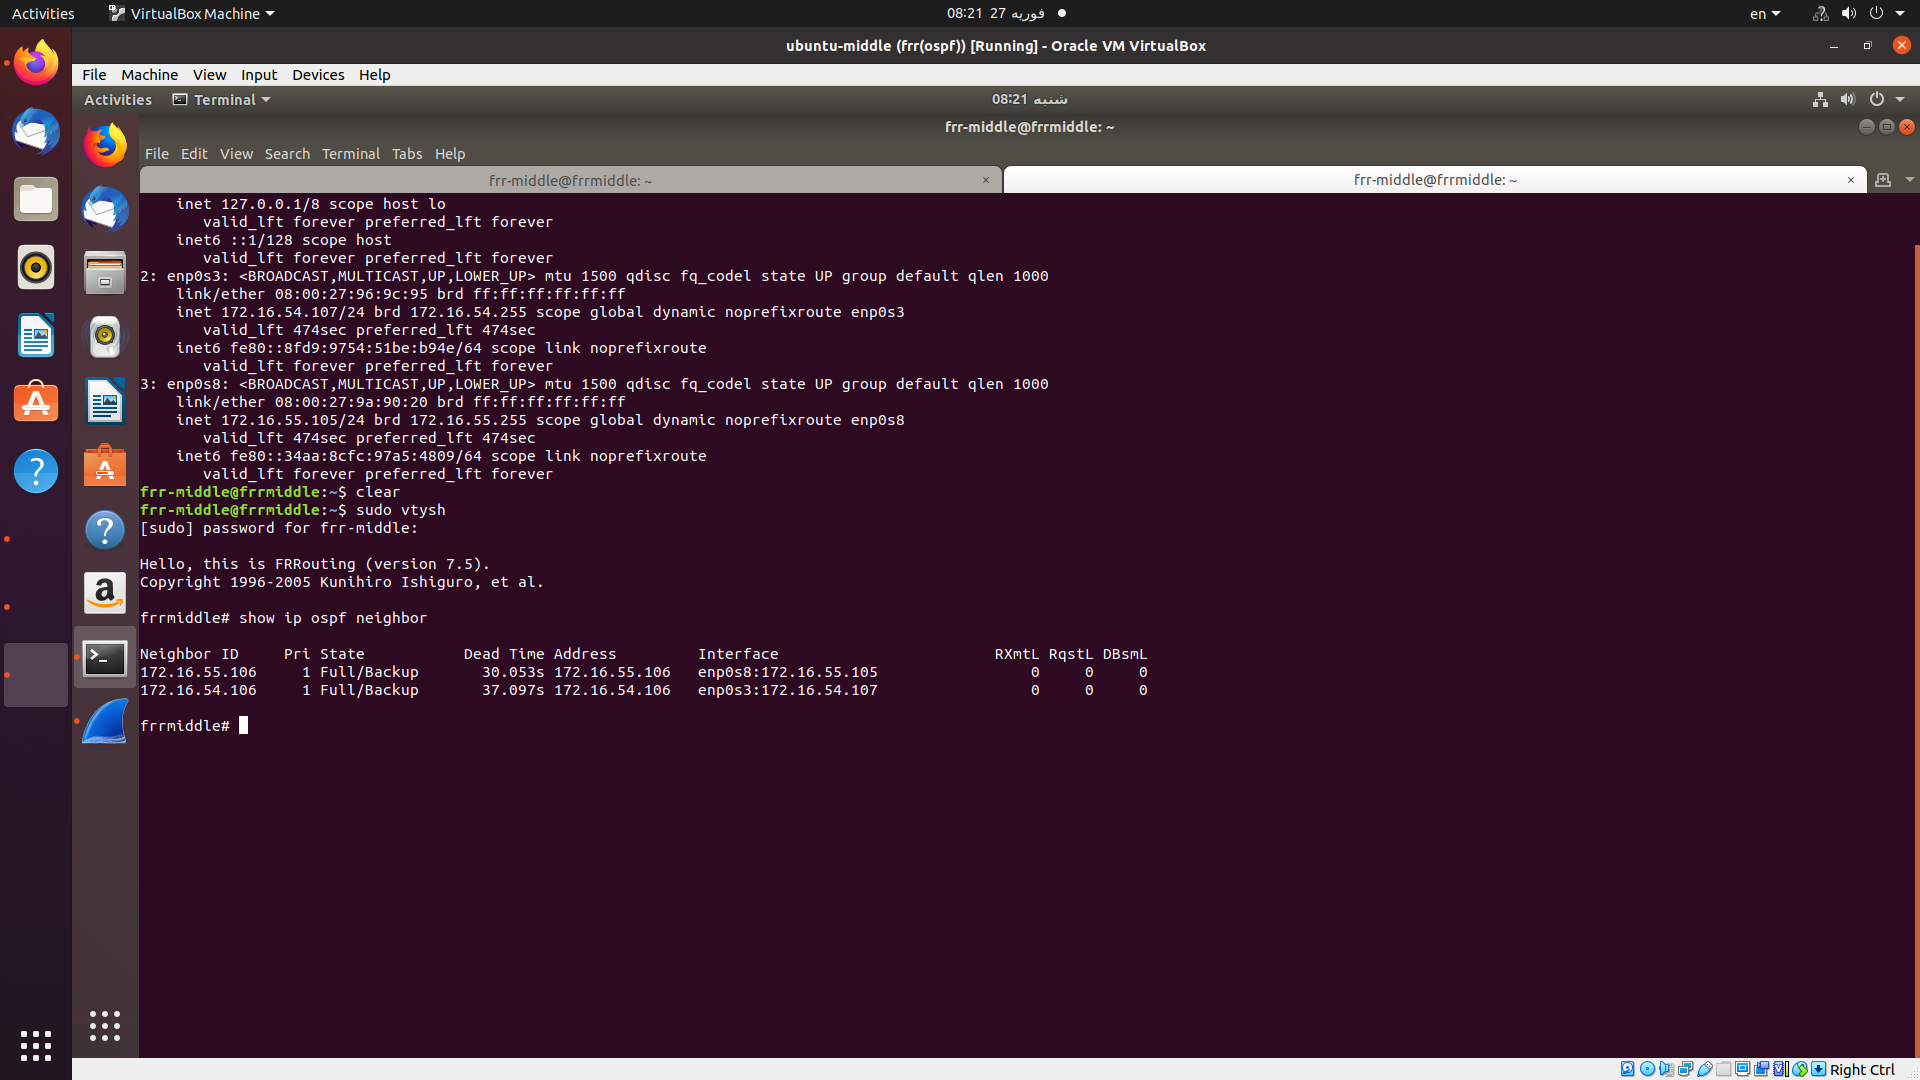 Activities VirtualBox Machine 08:21 27 فوریه en
ubuntu-middle (frr(ospf)) [Running] - Oracle VM VirtualBox
File Machine View Input Devices Help
Activities Terminal 08:21 شنبه
frr-middle@frrmiddle: ~
File Edit View Search Terminal Tabs Help
frr-middle@frrmiddle: ~ × frr-middle@frrmiddle: ~ ×
inet 127.0.0.1/8 scope host lo
valid_lft forever preferred_lft forever
inet6 ::1/128 scope host
valid_lft forever preferred_lft forever
2: enp0s3: <BROADCAST,MULTICAST,UP,LOWER_UP> mtu 1500 qdisc fq_codel state UP group default qlen 1000
link/ether 08:00:27:96:9c:95 brd ff:ff:ff:ff:ff:ff
inet 172.16.54.107/24 brd 172.16.54.255 scope global dynamic noprefixroute enp0s3
valid_lft 474sec preferred_lft 474sec
inet6 fe80::8fd9:9754:51be:b94e/64 scope link noprefixroute
valid_lft forever preferred_lft forever
3: enp0s8: <BROADCAST,MULTICAST,UP,LOWER_UP> mtu 1500 qdisc fq_codel state UP group default qlen 1000
link/ether 08:00:27:9a:90:20 brd ff:ff:ff:ff:ff:ff
inet 172.16.55.105/24 brd 172.16.55.255 scope global dynamic noprefixroute enp0s8
valid_lft 474sec preferred_lft 474sec
inet6 fe80::34aa:8cfc:97a5:4809/64 scope link noprefixroute
valid_lft forever preferred_lft forever
frr-middle@frrmiddle:~$ clear
frr-middle@frrmiddle:~$ sudo vtysh
[sudo] password for frr-middle:
Hello, this is FRRouting (version 7.5).
Copyright 1996-2005 Kunihiro Ishiguro, et al.
frrmiddle# show ip ospf neighbor
Neighbor ID Pri State Dead Time Address Interface RXmtL RqstL DBsmL
172.16.55.106 1 Full/Backup 30.053s 172.16.55.106 enp0s8:172.16.55.105 0 0 0
172.16.54.106 1 Full/Backup 37.097s 172.16.54.106 enp0s3:172.16.54.107 0 0 0
frrmiddle#
Right Ctrl